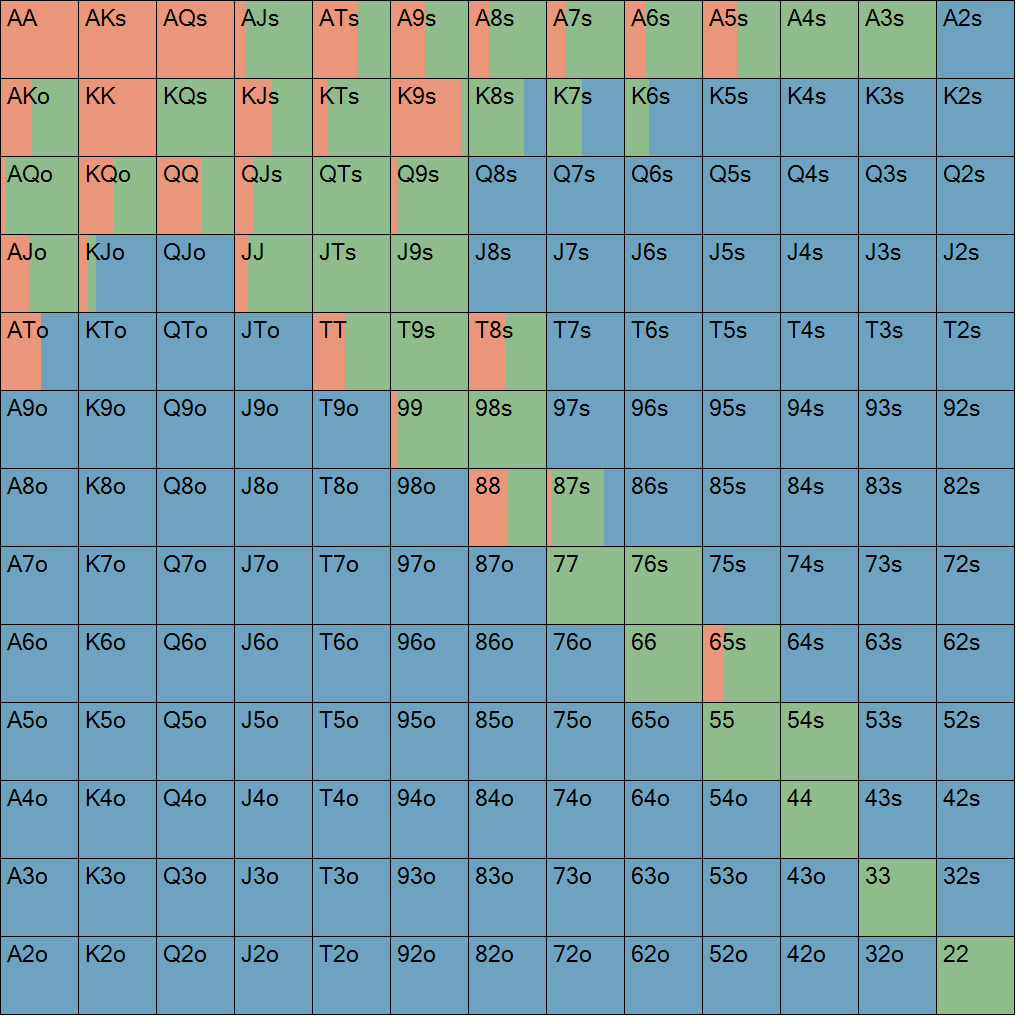 AA AKs AQs AJs ATs A9s A8s A7s A6s A5s A4s A3s A2s
AKo KK KQs KJs KTs K9s K8s K7s K6s K5s K4s K3s K2s
AQo KQo QQ QJs QTs Q9s Q8s Q7s Q6s Q5s Q4s Q3s Q2s
AJo KJo QJo JJ JTs J9s J8s J7s J6s J5s J4s J3s J2s
ATo KTo QTo JTo TT T9s T8s T7s T6s T5s T4s T3s T2s
A9o K9o Q9o J9o T9o 99 98s 97s 96s 95s 94s 93s 92s
A8o K8o Q8o J8o T8o 98o 88 87s 86s 85s 84s 83s 82s
A7o K7o Q7o J7o T7o 97o 87o 77 76s 75s 74s 73s 72s
A6o K6o Q6o J6o T6o 96o 86o 76o 66 65s 64s 63s 62s
A5o K5o Q5o J5o T5o 95o 85o 75o 65o 55 54s 53s 52s
A4o K4o Q4o J4o T4o 94o 84o 74o 64o 54o 44 43s 42s
A3o K3o Q3o J3o T3o 93o 83o 73o 63o 53o 43o 33 32s
A2o K2o Q2o J2o T2o 92o 82o 72o 62o 52o 42o 32o 22